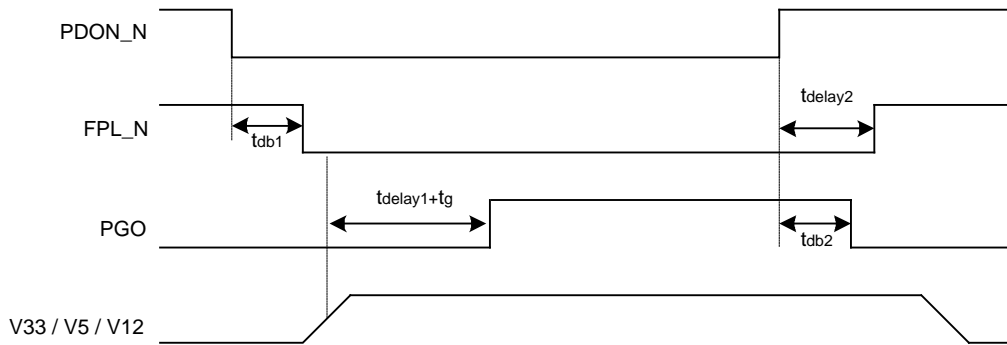 PDON_N
tdelay2
FPL_N
tdb1
tdelay1+tg
PGO
tdb2
V33 / V5 / V12